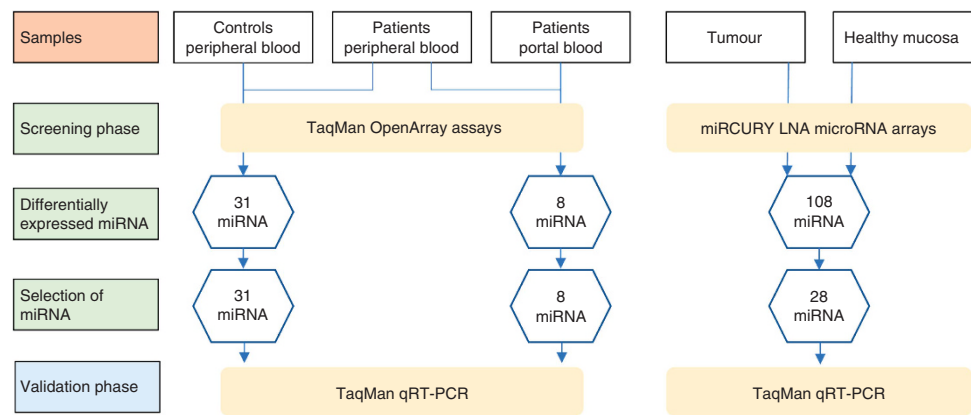 Samples
Controls
peripheral blood
Patients
peripheral blood
Patients
portal blood
Tumour
Healthy mucosa
Screening phase
TaqMan OpenArray assays
miRCURY LNA microRNA arrays
Differentially
expressed miRNA
31
miRNA
8
miRNA
108
miRNA
Selection of
miRNA
31
miRNA
8
miRNA
28
miRNA
Validation phase
TaqMan qRT-PCR
TaqMan qRT-PCR